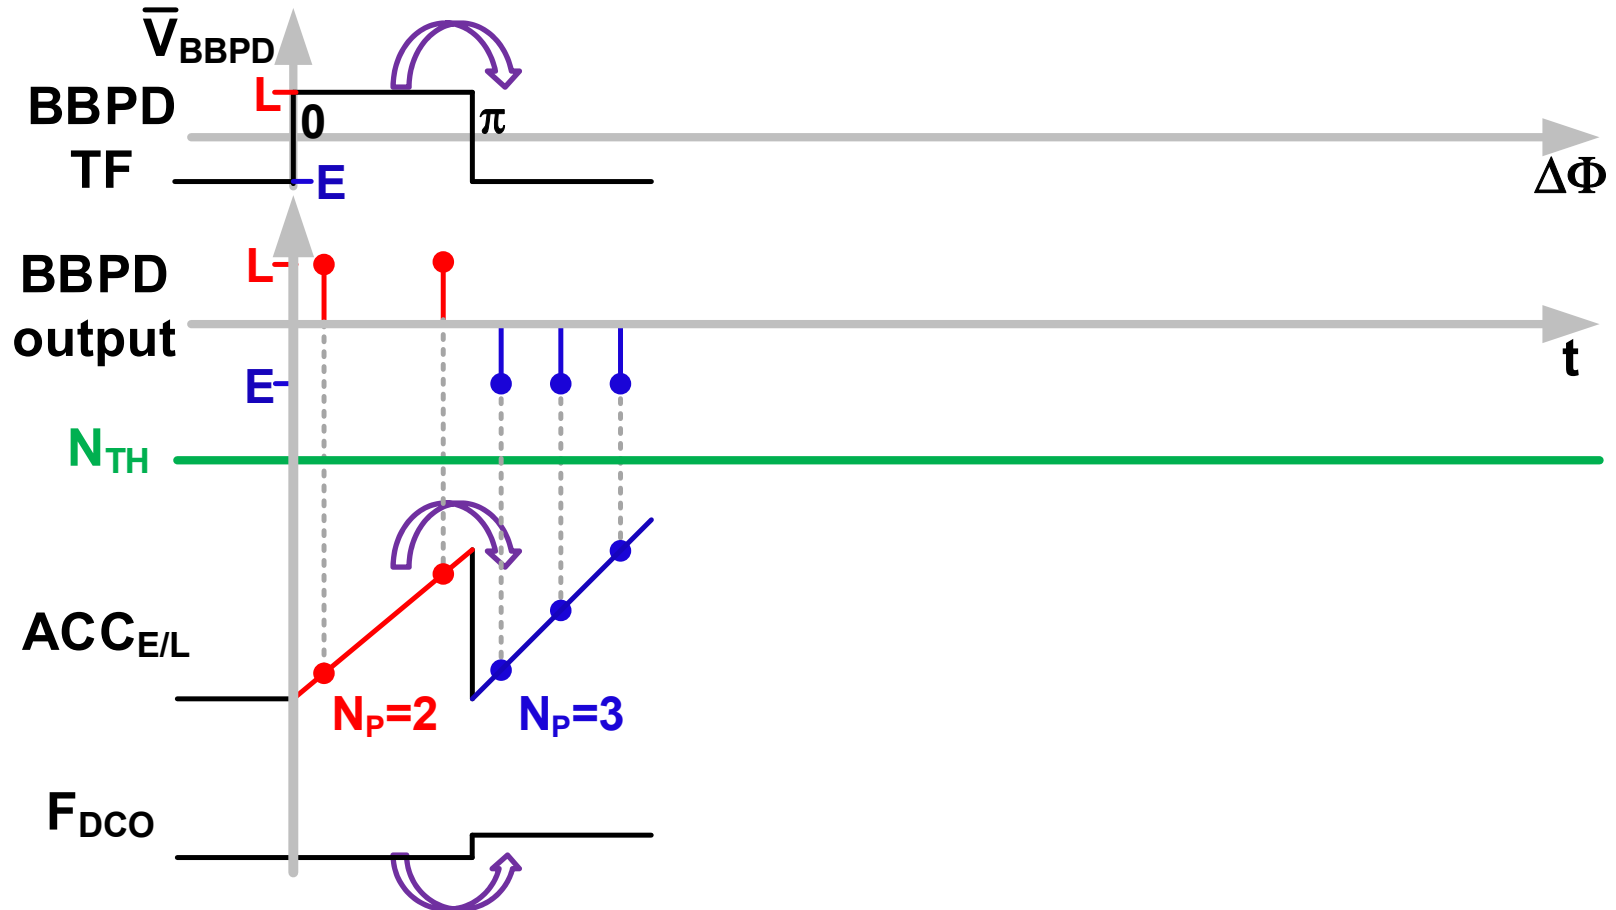 V̅BBPD
BBPD
TF
L
0
π
E
ΔΦ
BBPD
output
L
E
t
NTH
ACCE/L
NP=2
NP=3
FDCO